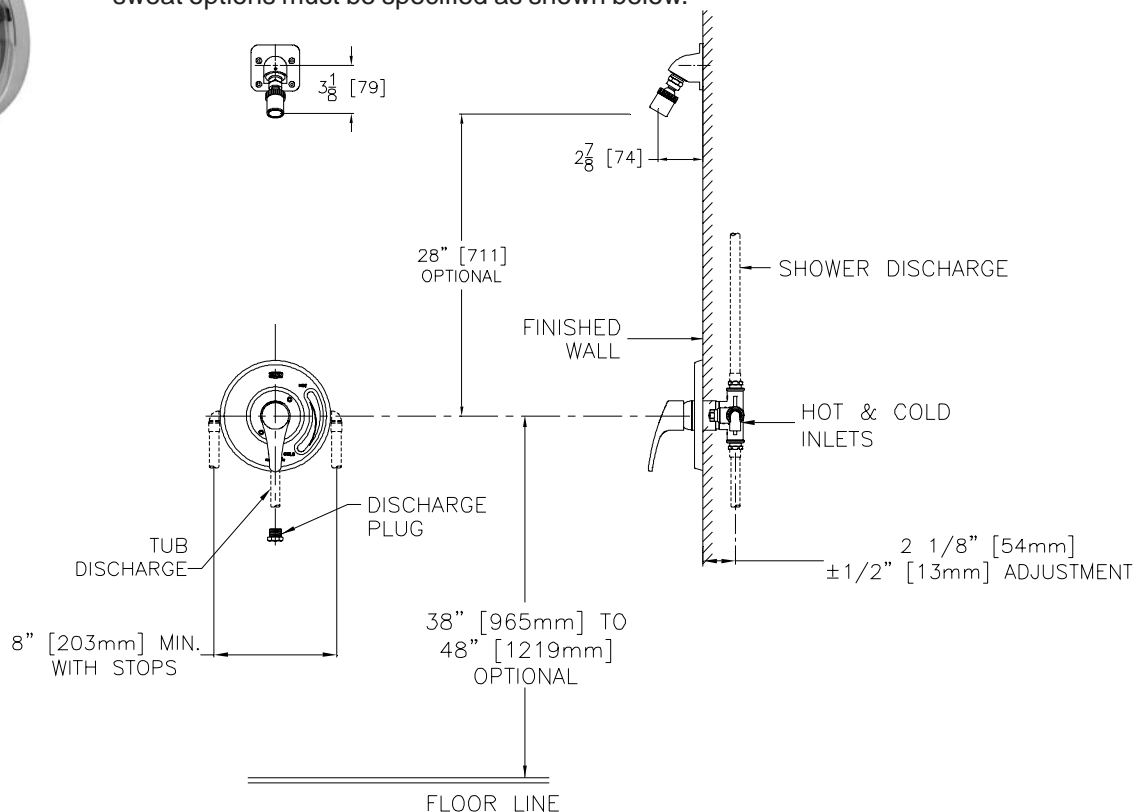 sweat options must be specified as shown below.
3 1/8 [79]
2 7/8 [74]
28” [711]
OPTIONAL
SHOWER DISCHARGE
FINISHED
WALL
HOT & COLD
INLETS
DISCHARGE
PLUG
TUB
DISCHARGE
2 1/8” [54mm]
±1/2” [13mm] ADJUSTMENT
8” [203mm] MIN.
WITH STOPS
38” [965mm] TO
48” [1219mm]
OPTIONAL
FLOOR LINE